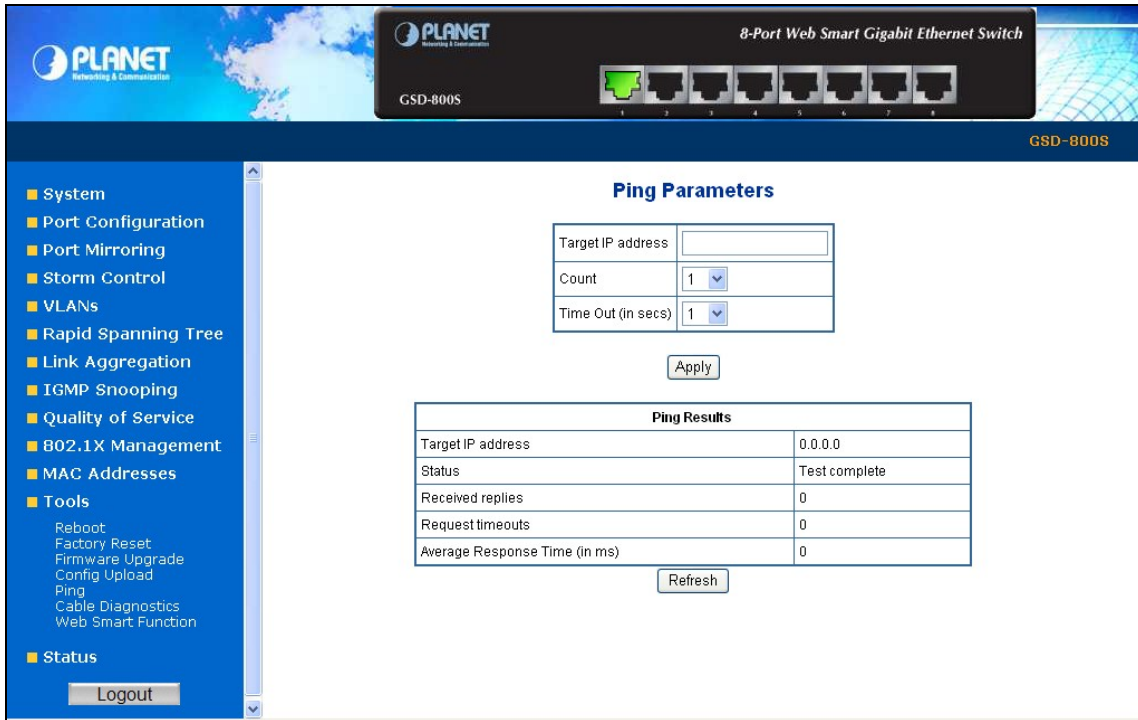 PLANET
Networking & Communication
PLANET
Networking & Communication
8-Port Web Smart Gigabit Ethernet Switch
GSD-800S
1 2 3 4 5 6 7 8
GSD-800S
System
Port Configuration
Port Mirroring
Storm Control
VLANs
Rapid Spanning Tree
Link Aggregation
IGMP Snooping
Quality of Service
802.1X Management
MAC Addresses
Tools
Reboot
Factory Reset
Firmware Upgrade
Config Upload
Ping
Cable Diagnostics
Web Smart Function
Status
Logout
Ping Parameters
Target IP address
Count 1
Time Out (in secs) 1
Apply
Ping Results
Target IP address 0.0.0.0
Status Test complete
Received replies 0
Request timeouts 0
Average Response Time (in ms) 0
Refresh